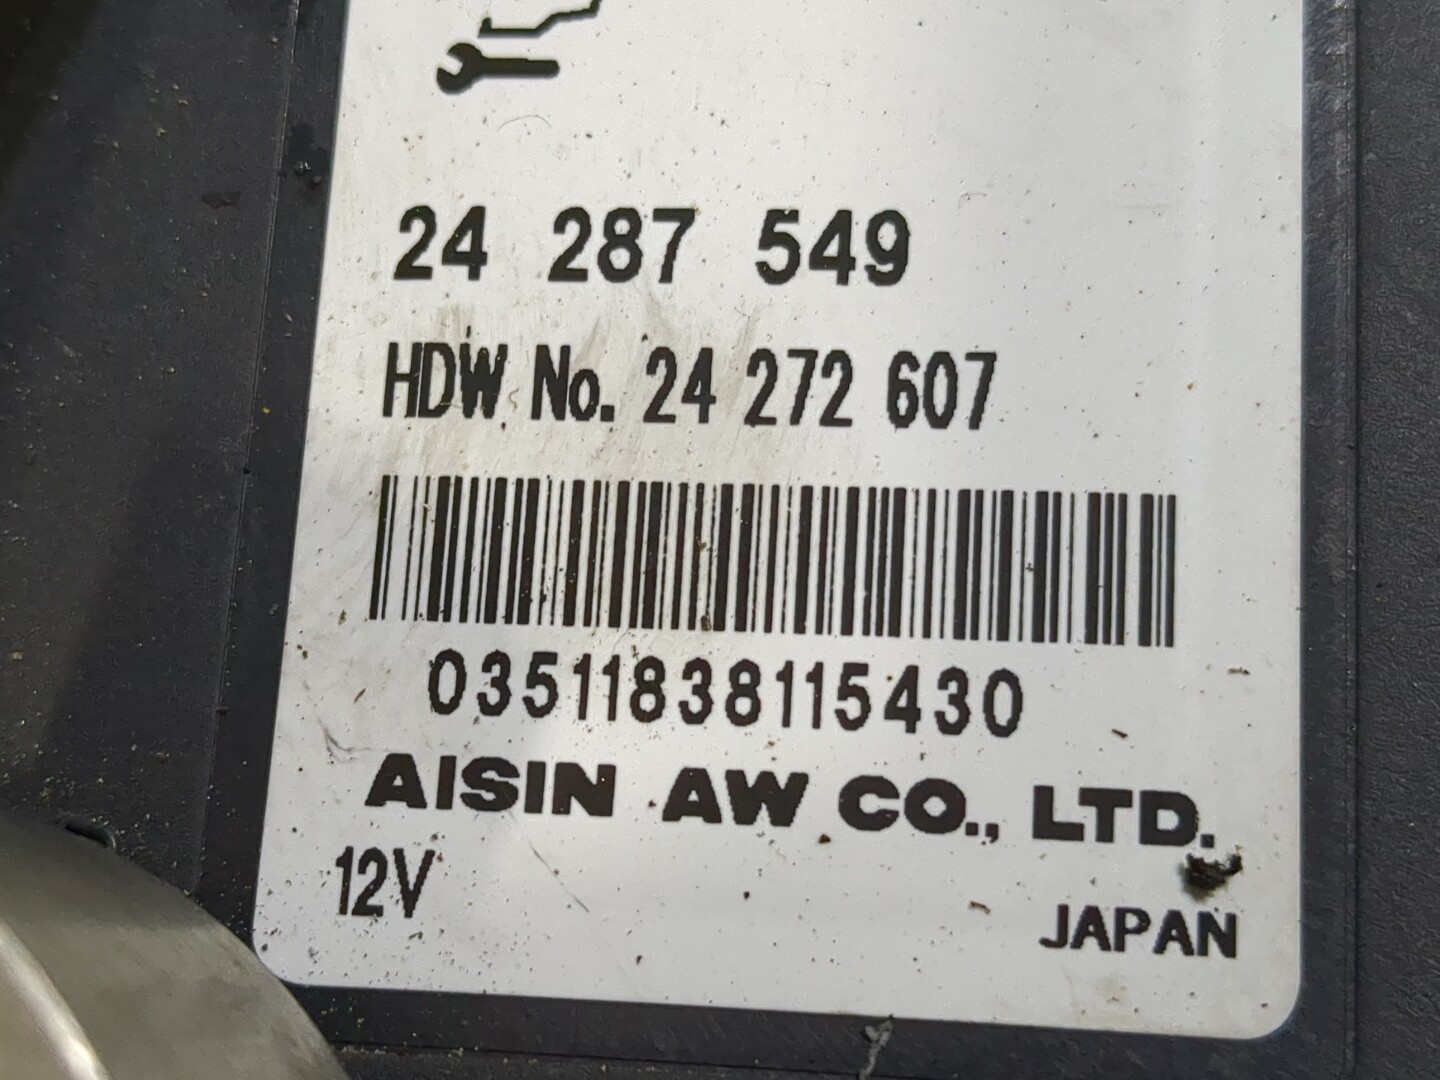 24 287 549
HDW No. 24 272 607
03511838115430
AISIN AW CO., LTD.
12V
JAPAN